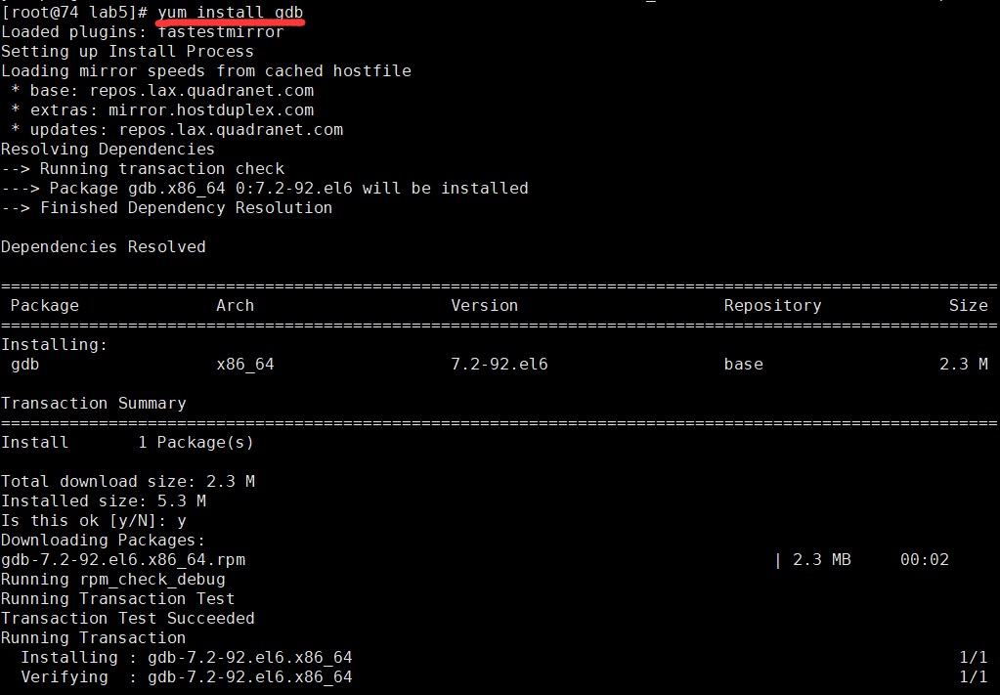 [root@74 lab5]# yum install gdb
Loaded plugins: fastestmirror
Setting up Install Process
Loading mirror speeds from cached hostfile
 * base: repos.lax.quadranet.com
 * extras: mirror.hostduplex.com
 * updates: repos.lax.quadranet.com
Resolving Dependencies
--> Running transaction check
---> Package gdb.x86_64 0:7.2-92.el6 will be installed
--> Finished Dependency Resolution
Dependencies Resolved
======================================================================================================
 Package              Arch                    Version                     Repository             Size
======================================================================================================
Installing:
 gdb                  x86_64                  7.2-92.el6                  base                  2.3 M
Transaction Summary
======================================================================================================
Install       1 Package(s)
Total download size: 2.3 M
Installed size: 5.3 M
Is this ok [y/N]: y
Downloading Packages:
gdb-7.2-92.el6.x86_64.rpm                                                      | 2.3 MB     00:02
Running rpm_check_debug
Running Transaction Test
Transaction Test Succeeded
Running Transaction
  Installing : gdb-7.2-92.el6.x86_64                                                              1/1
  Verifying  : gdb-7.2-92.el6.x86_64                                                              1/1